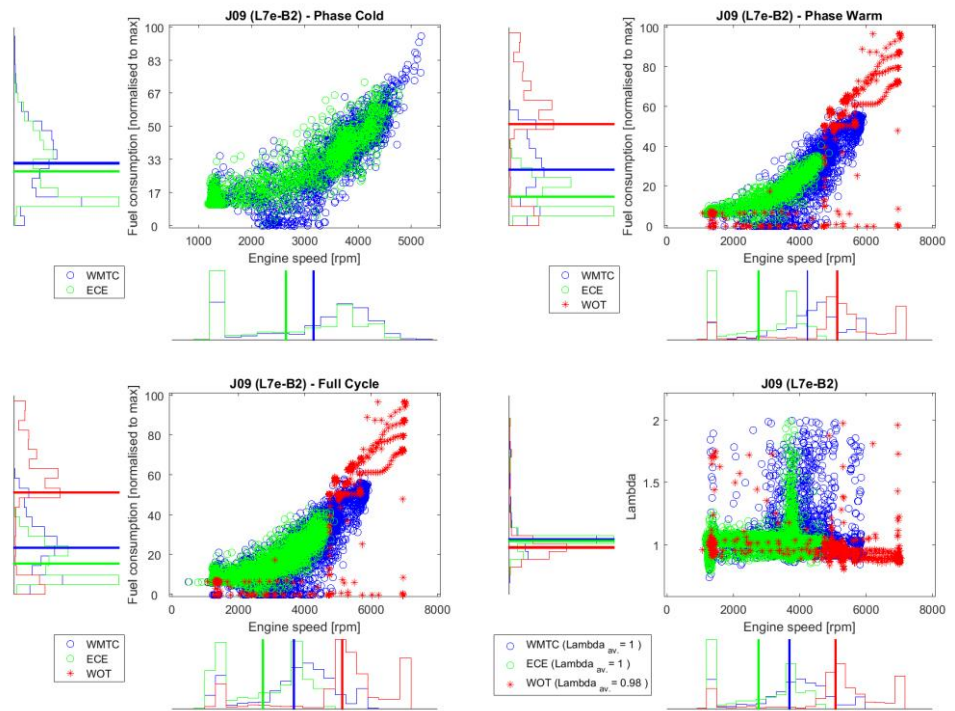 J09 (L7e-B2) - Phase Cold
Fuel consumption [normalised to max]
100
83
67
50
33
17
0
1000 2000 3000 4000 5000
Engine speed [rpm]
WMTC
ECE
J09 (L7e-B2) - Phase Warm
Fuel consumption [normalised to max]
100
80
60
40
20
0
0 2000 4000 6000 8000
Engine speed [rpm]
WMTC
ECE
WOT
J09 (L7e-B2) - Full Cycle
Fuel consumption [normalised to max]
100
80
60
40
20
0
0 2000 4000 6000 8000
Engine speed [rpm]
WMTC
ECE
WOT
J09 (L7e-B2)
Lambda
2
1.5
1
0 2000 4000 6000 8000
Engine speed [rpm]
WMTC (Lambda av. = 1 )
ECE (Lambda av. = 1 )
WOT (Lambda av. = 0.98 )